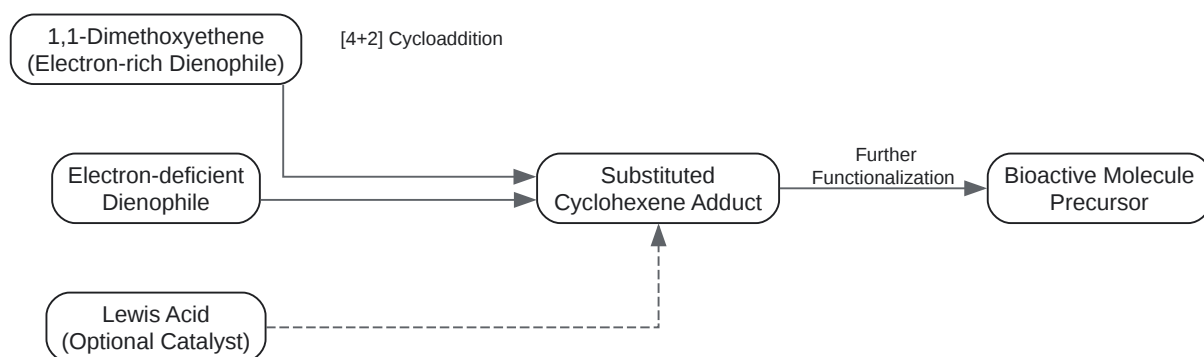 1,1-Dimethoxyethene
(Electron-rich Dienophile)
[4+2] Cycloaddition
Electron-deficient
Dienophile
Substituted
Cyclohexene Adduct
Further
Functionalization
Bioactive Molecule
Precursor
Lewis Acid
(Optional Catalyst)